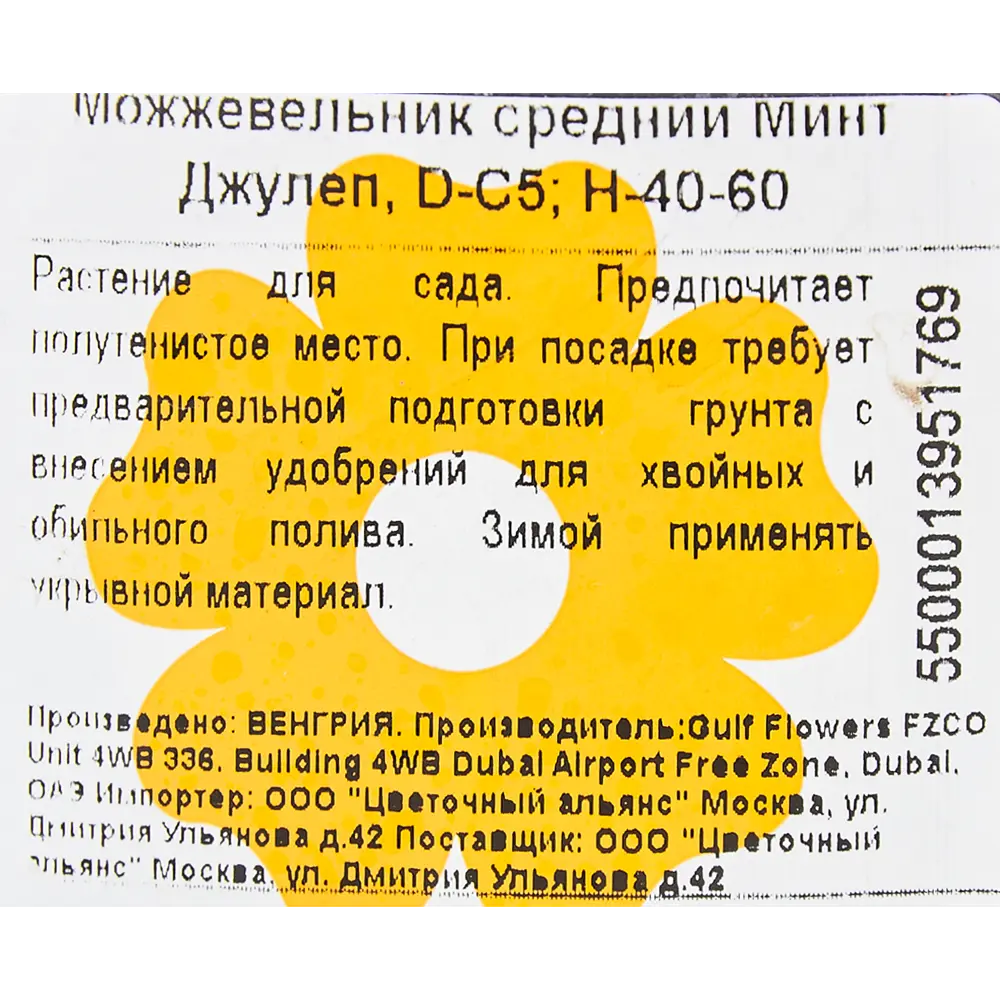 Можжевельник средний Минт
Джулеп, D-C5; H-40-60
Растение для сада. Предпочитает
полутенистое место. При посадке требует
предварительной подготовки грунта с
внесением удобрений для хвойных и
обильного полива. Зимой применять
укрывной материал.
5500013951769
Произведено: ВЕНГРИЯ. Производитель:Gulf Flowers FZCO
Unit 4WB 336, Building 4WB Dubai Airport Free Zone, Dubai,
ОАЭ Импортер: ООО "Цветочный альянс" Москва, ул.
Дмитрия Ульянова д.42 Поставщик: ООО "Цветочный
альянс" Москва, ул. Дмитрия Ульянова д.42